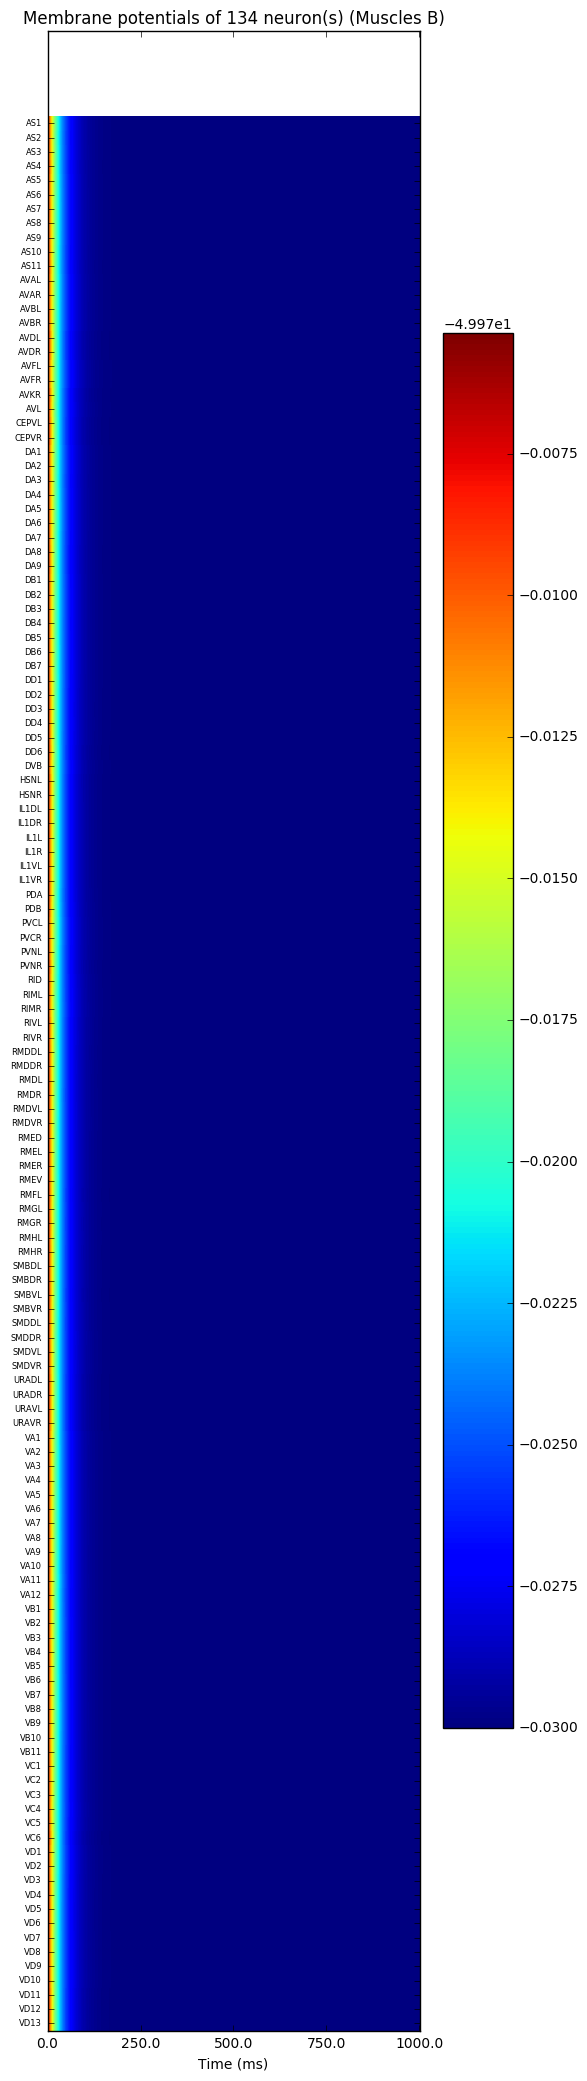 Membrane potentials of 134 neuron(s) (Muscles B)
AS1
AS2
AS3
AS4
AS5
AS6
AS7
AS8
AS9
AS10
AS11
AVAL
AVAR
AVBL
AVBR
AVDL
AVDR
AVFL
AVFR
AVKR
AVL
CEPVL
CEPVR
DA1
DA2
DA3
DA4
DA5
DA6
DA7
DA8
DA9
DB1
DB2
DB3
DB4
DB5
DB6
DB7
DD1
DD2
DD3
DD4
DD5
DD6
DVB
HSNL
HSNR
IL1DL
IL1DR
IL1L
IL1R
IL1VL
IL1VR
PDA
PDB
PVCL
PVCR
PVNL
PVNR
RID
RIML
RIMR
RIVL
RIVR
RMDDL
RMDDR
RMDL
RMDR
RMDVL
RMDVR
RMED
RMEL
RMER
RMEV
RMFL
RMGL
RMGR
RMHL
RMHR
SMBDL
SMBDR
SMBVL
SMBVR
SMDDL
SMDDR
SMDVL
SMDVR
URADL
URADR
URAVL
URAVR
VA1
VA2
VA3
VA4
VA5
VA6
VA7
VA8
VA9
VA10
VA11
VA12
VB1
VB2
VB3
VB4
VB5
VB6
VB7
VB8
VB9
VB10
VB11
VC1
VC2
VC3
VC4
VC5
VC6
VD1
VD2
VD3
VD4
VD5
VD6
VD7
VD8
VD9
VD10
VD11
VD12
VD13
0.0 250.0 500.0 750.0 1000.0
Time (ms)
−4.997e1
−0.0075
−0.0100
−0.0125
−0.0150
−0.0175
−0.0200
−0.0225
−0.0250
−0.0275
−0.0300